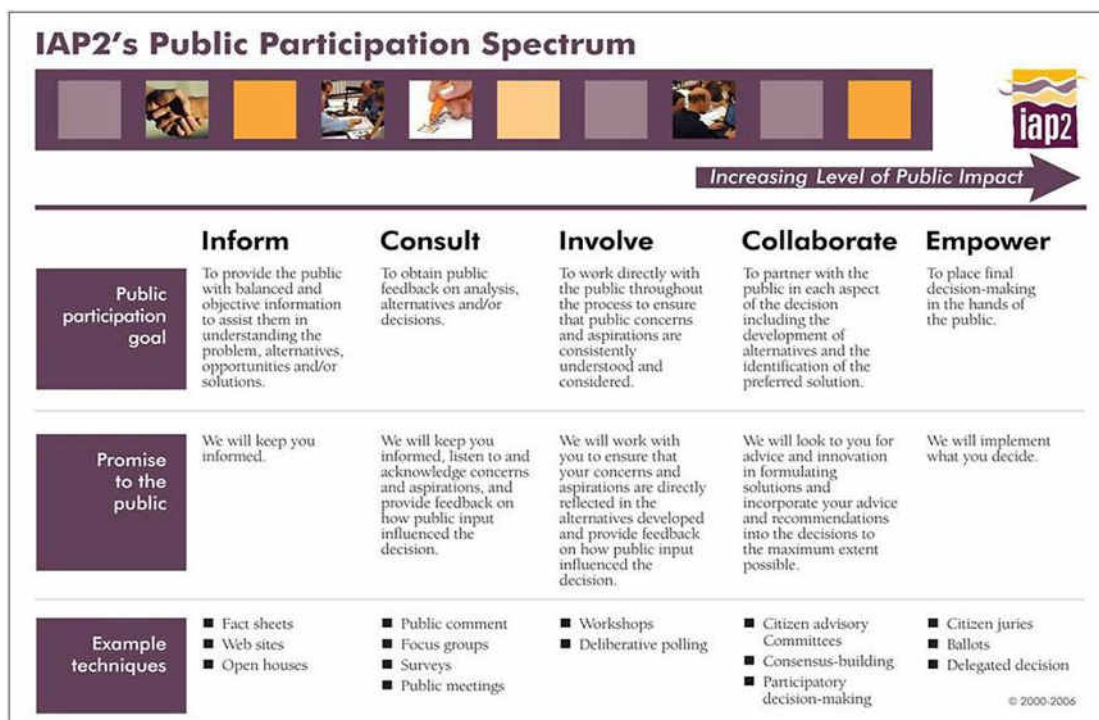 IAP2's Public Participation Spectrum
iap2
Increasing Level of Public Impact
Inform
Consult
Involve
Collaborate
Empower
Public
participation
goal
To provide the public
with balanced and
objective information
to assist them in
understanding the
problem, alternatives,
opportunities and/or
solutions.
To obtain public
feedback on analysis,
alternatives and/or
decisions.
To work directly with
the public throughout
the process to ensure
that public concerns
and aspirations are
consistently
understood and
considered.
To partner with the
public in each aspect
of the decision
including the
development of
alternatives and the
identification of the
preferred solution.
To place final
decision-making
in the hands of
the public.
Promise
to the
public
We will keep you
informed.
We will keep you
informed, listen to and
acknowledge concerns
and aspirations, and
provide feedback on
how public input
influenced the
decision.
We will work with
you to ensure that
your concerns and
aspirations are directly
reflected in the
alternatives developed
and provide feedback
on how public input
influenced the
decision.
We will look to you for
advice and innovation
in formulating
solutions and
incorporate your advice
and recommendations
into the decisions to
the maximum extent
possible.
We will implement
what you decide.
Example
techniques
■ Fact sheets
■ Web sites
■ Open houses
■ Public comment
■ Focus groups
■ Surveys
■ Public meetings
■ Workshops
■ Deliberative polling
■ Citizen advisory
Committees
■ Consensus-building
■ Participatory
decision-making
■ Citizen juries
■ Ballots
■ Delegated decision
© 2000-2006